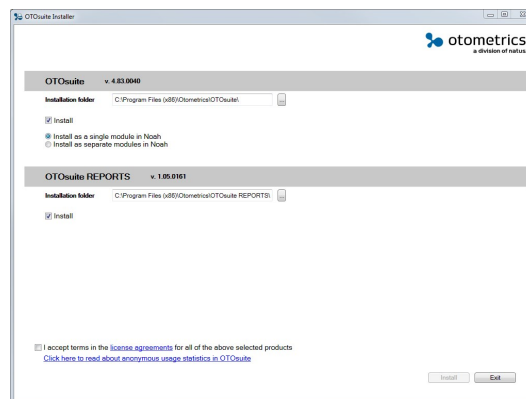 OTOsuite Installer
otometrics
a division of natus
OTOsuite v. 4.83.0040
Installation folder C:\Program Files (x86)\Otometrics\OTOsuite\ ...
Install
Install as a single module in Noah
Install as separate modules in Noah
OTOsuite REPORTS v. 1.05.0161
Installation folder C:\Program Files (x86)\Otometrics\OTOsuite REPORTS\ ...
Install
I accept terms in the license agreements for all of the above selected products
Click here to read about anonymous usage statistics in OTOsuite
Install Exit